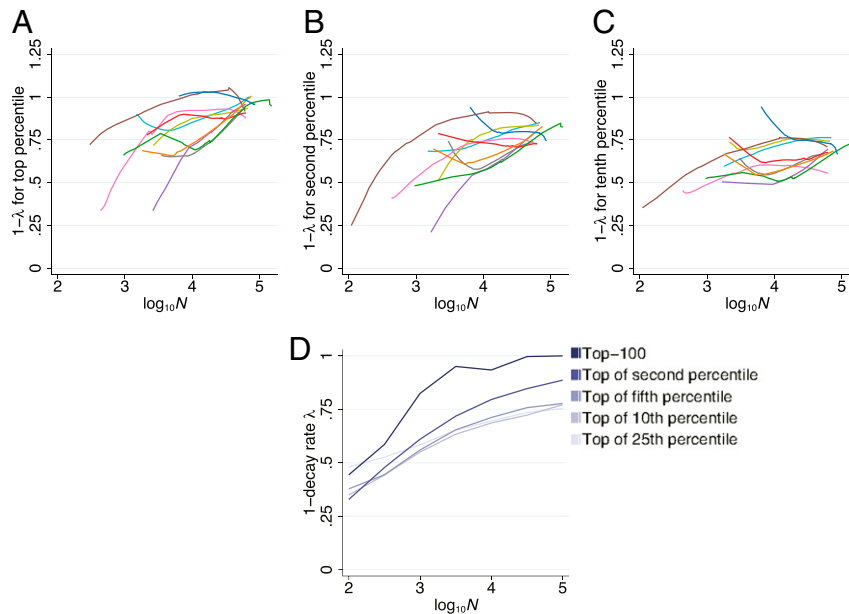 A
B
C
1−λ for top percentile
0 .25 .5 .75 1 1.25
2 3 4 5
log₁₀N
1−λ for second percentile
0 .25 .5 .75 1 1.25
2 3 4 5
log₁₀N
1−λ for tenth percentile
0 .25 .5 .75 1 1.25
2 3 4 5
log₁₀N
D
1−decay rate λ
0 .25 .5 .75 1
2 3 4 5
log₁₀N
Top−100
Top of second percentile
Top of fifth percentile
Top of 10th percentile
Top of 25th percentile